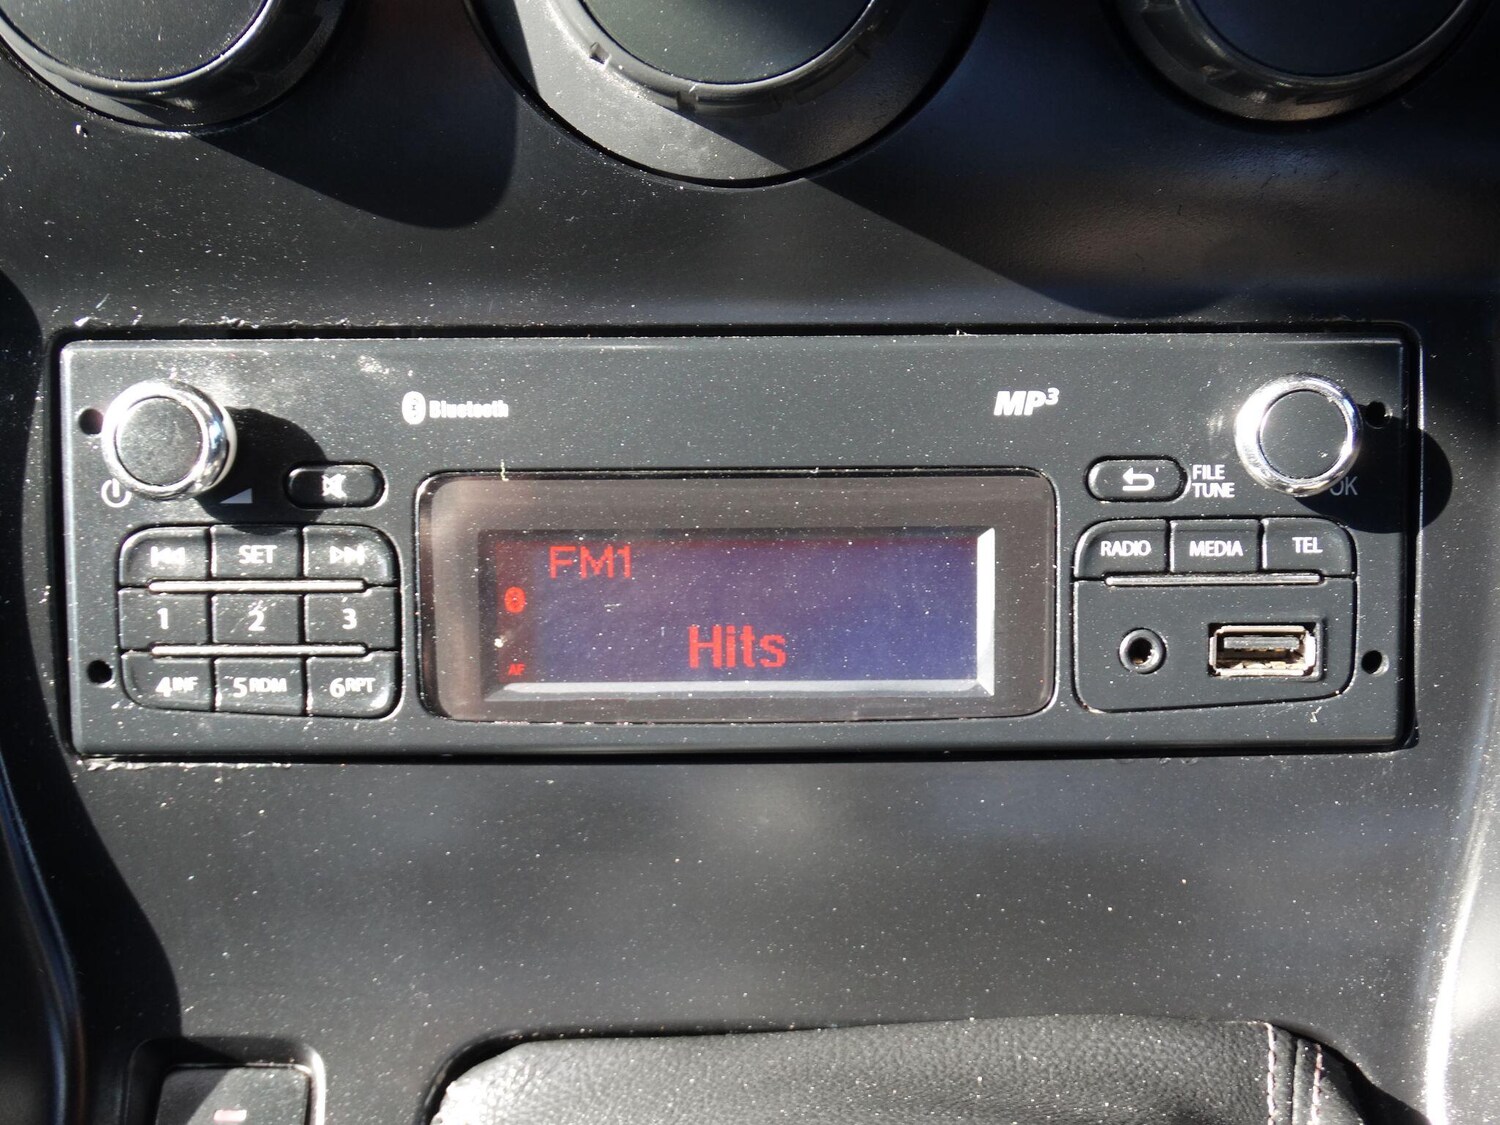 Bluetooth
MP3
FILE
TUNE
OK
SET
1
2
3
4INF
5RDM
6RPT
FM1
Hits
AF
RADIO
MEDIA
TEL